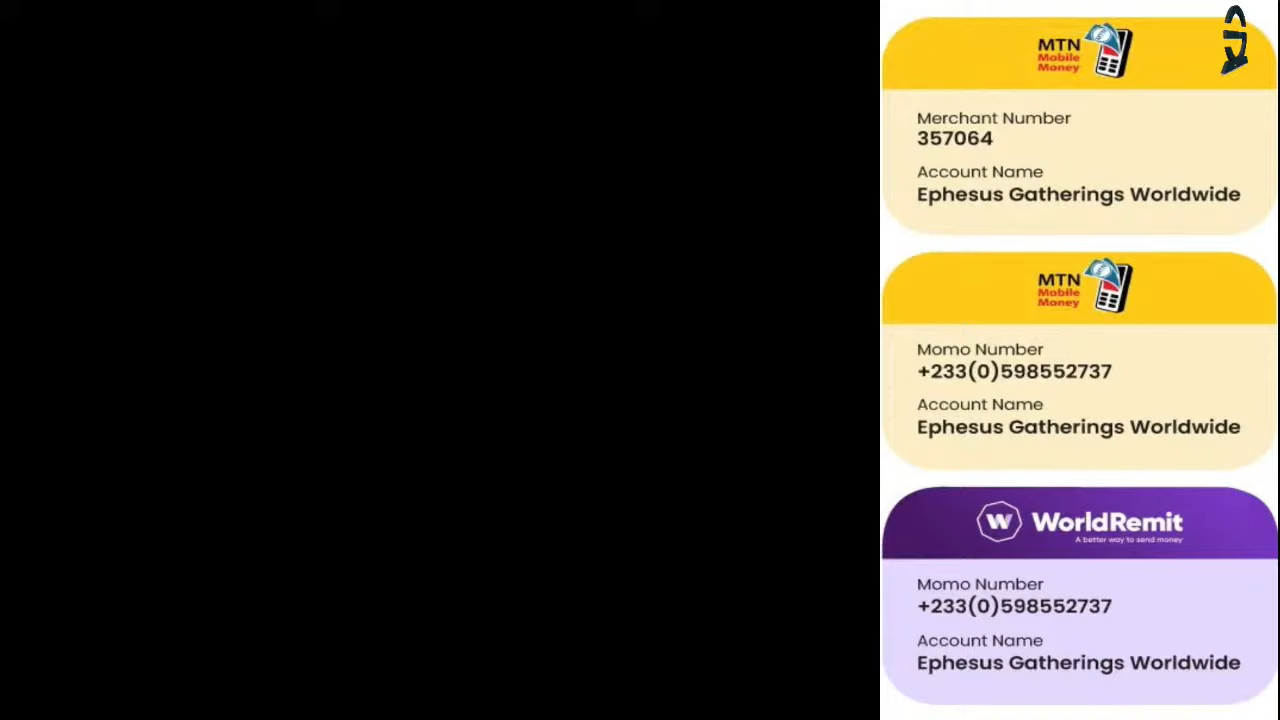 MTN
Mobile
Money
Merchant Number
357064
Account Name
Ephesus Gatherings Worldwide
MTN
Mobile
Money
Momo Number
+233(0)598552737
Account Name
Ephesus Gatherings Worldwide
W WorldRemit
A better way to send money
Momo Number
+233(0)598552737
Account Name
Ephesus Gatherings Worldwide